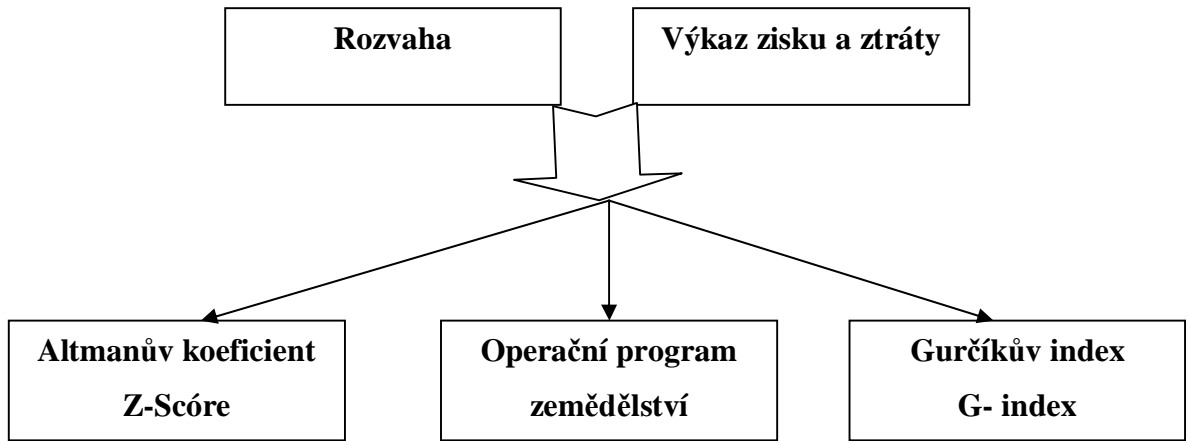 Rozvaha
Výkaz zisku a ztráty
Altmanův koeficient
Z-Scóre
Operační program
zemědělství
Gurčíkův index
G- index